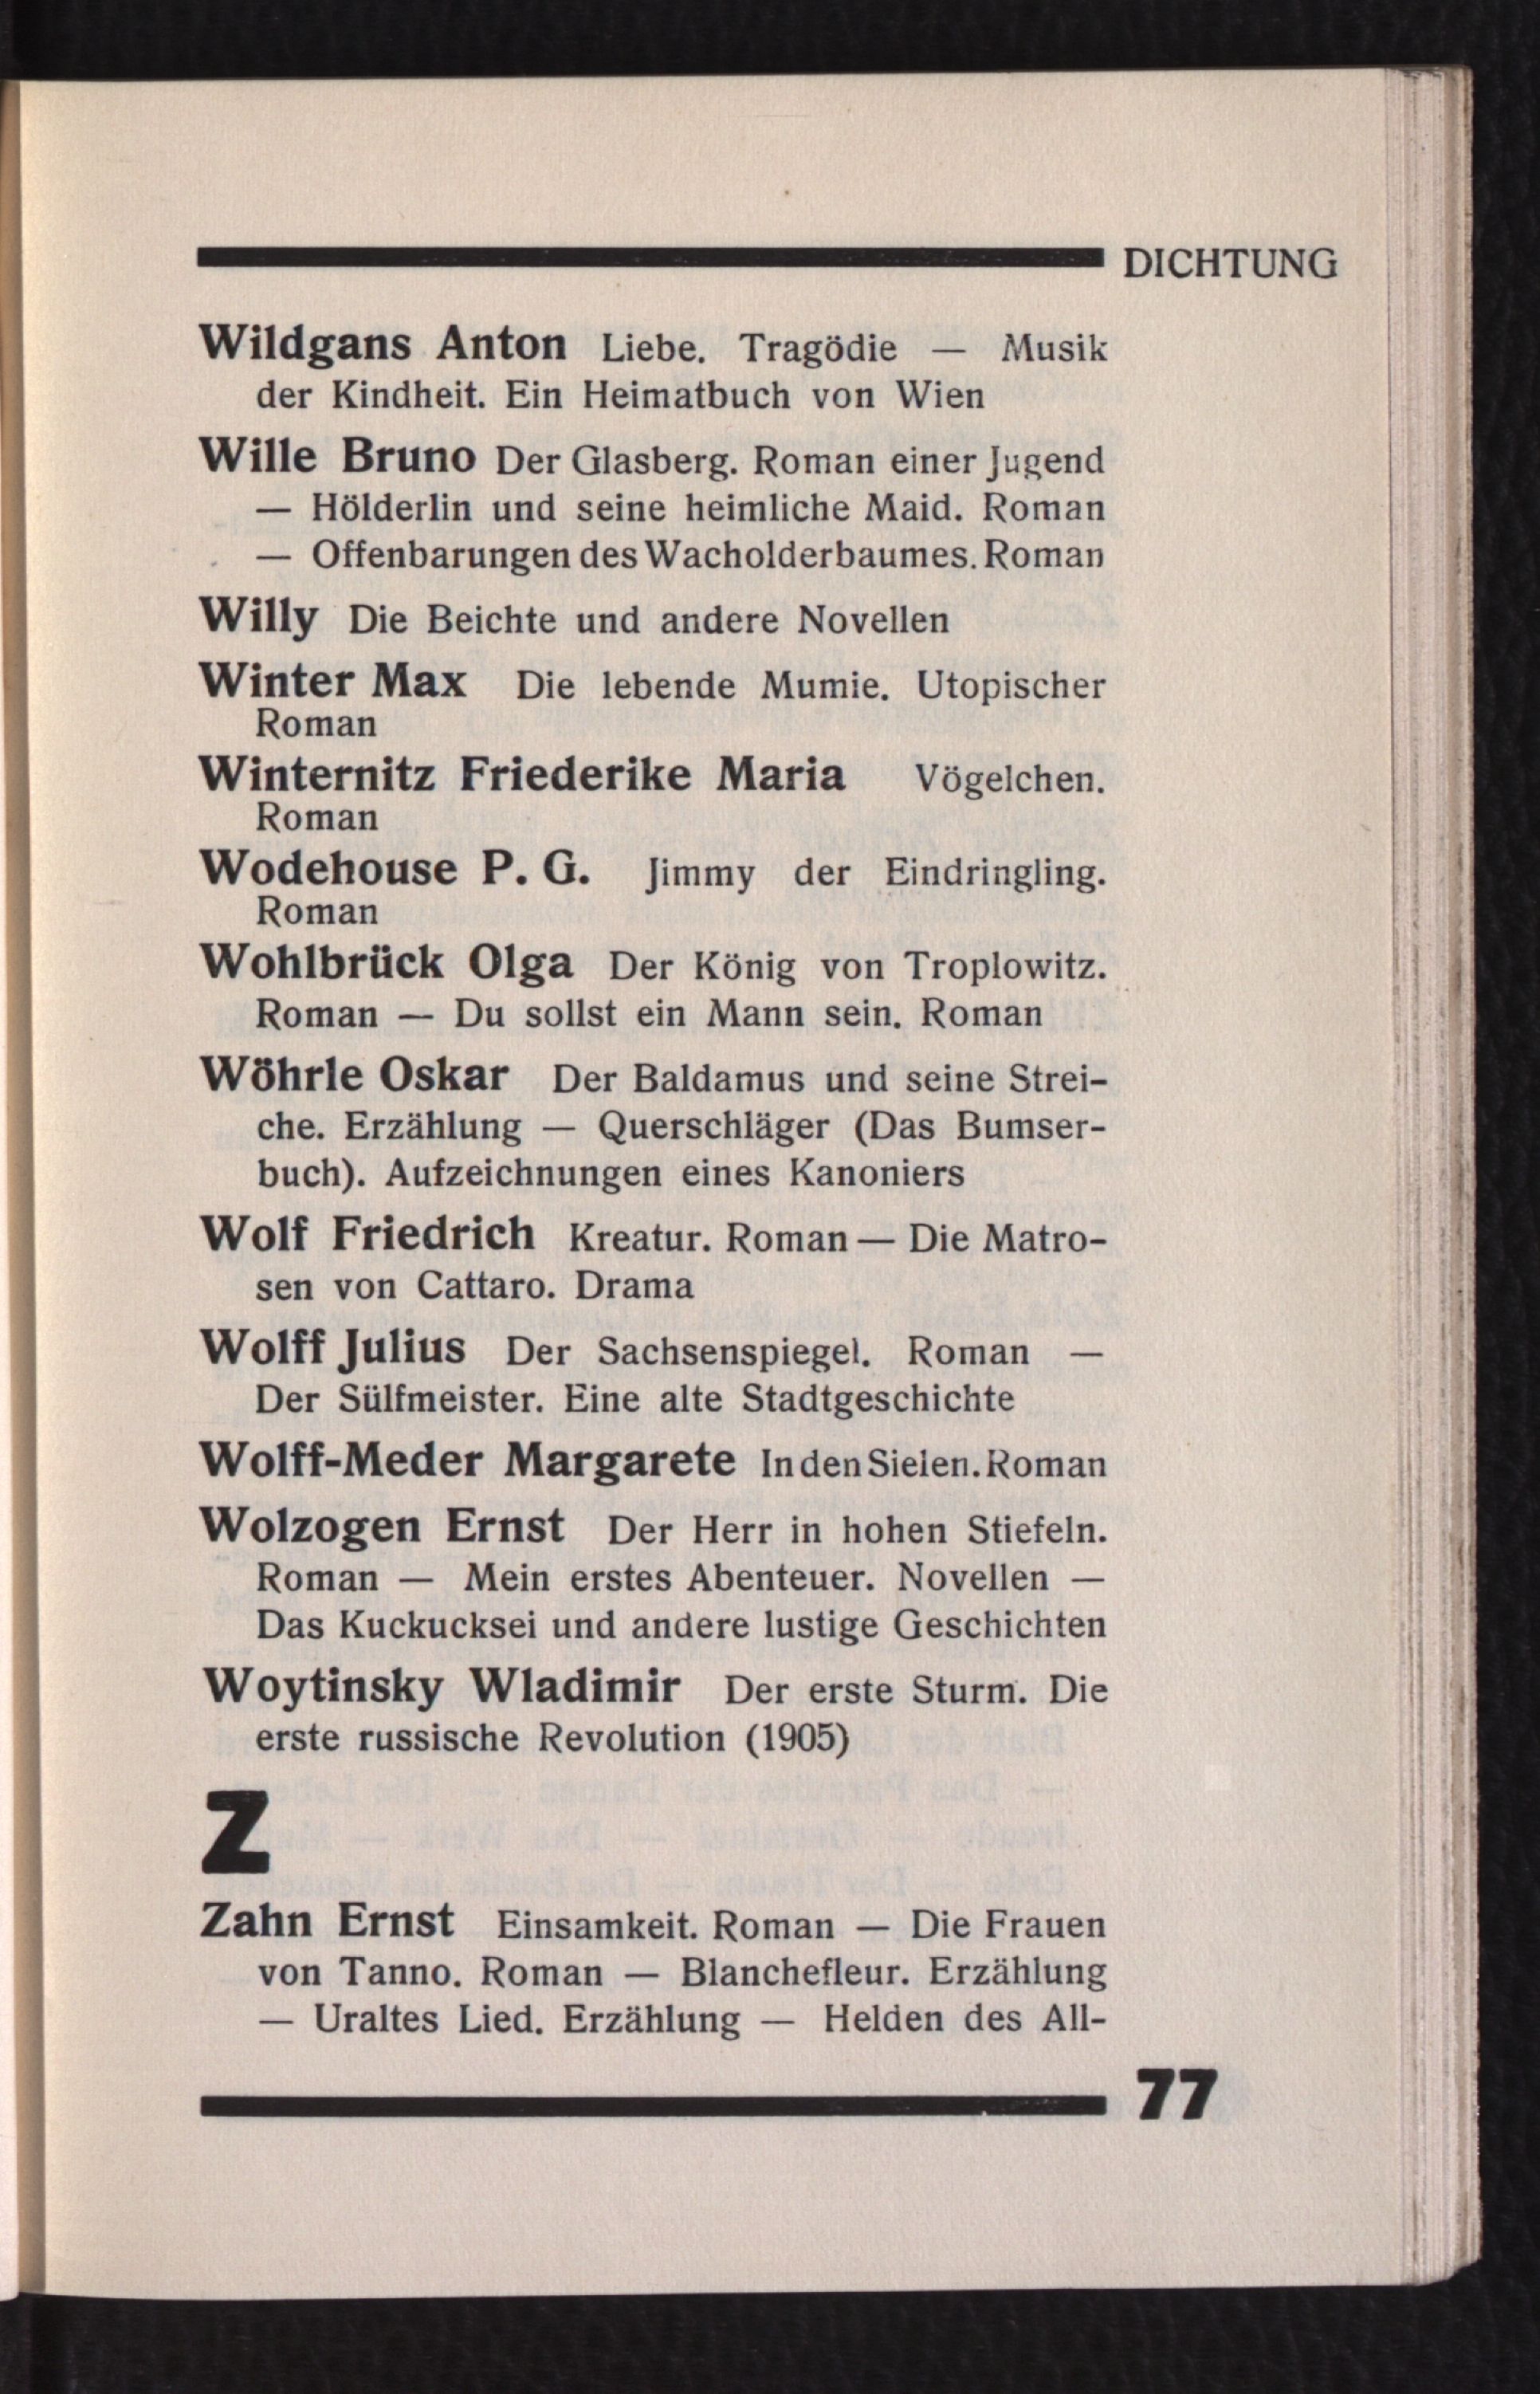 DICHTUNG
Wildgans Anton Liebe. Tragödie — Musik
der Kindheit. Ein Heimatbuch von Wien
Wille Bruno Der Glasberg. Roman einer Jugend
— Hölderlin und seine heimliche Maid. Roman
— Offenbarungen des Wacholderbaumes. Roman
Willy Die Beichte und andere Novellen
Winter Max Die lebende Mumie. Utopischer
Roman
Winternitz Friederike Maria Vögelchen.
Roman
Wodehouse P. G. Jimmy der Eindringling.
Roman
Wohlbrück Olga Der König von Troplowitz.
Roman — Du sollst ein Mann sein. Roman
Wöhrle Oskar Der Baldamus und seine Strei-
che. Erzählung — Querschläger (Das Bumser-
buch). Aufzeichnungen eines Kanoniers
Wolf Friedrich Kreatur. Roman — Die Matro-
sen von Cattaro. Drama
Wolff Julius Der Sachsenspiegel. Roman —
Der Sülfmeister. Eine alte Stadtgeschichte
Wolff-Meder Margarete In den Sielen. Roman
Wolzogen Ernst Der Herr in hohen Stiefeln.
Roman — Mein erstes Abenteuer. Novellen —
Das Kuckucksei und andere lustige Geschichten
Woytinsky Wladimir Der erste Sturm. Die
erste russische Revolution (1905)
Z
Zahn Ernst Einsamkeit. Roman — Die Frauen
von Tanno. Roman — Blanchefleur. Erzählung
— Uraltes Lied. Erzählung — Helden des All-
77